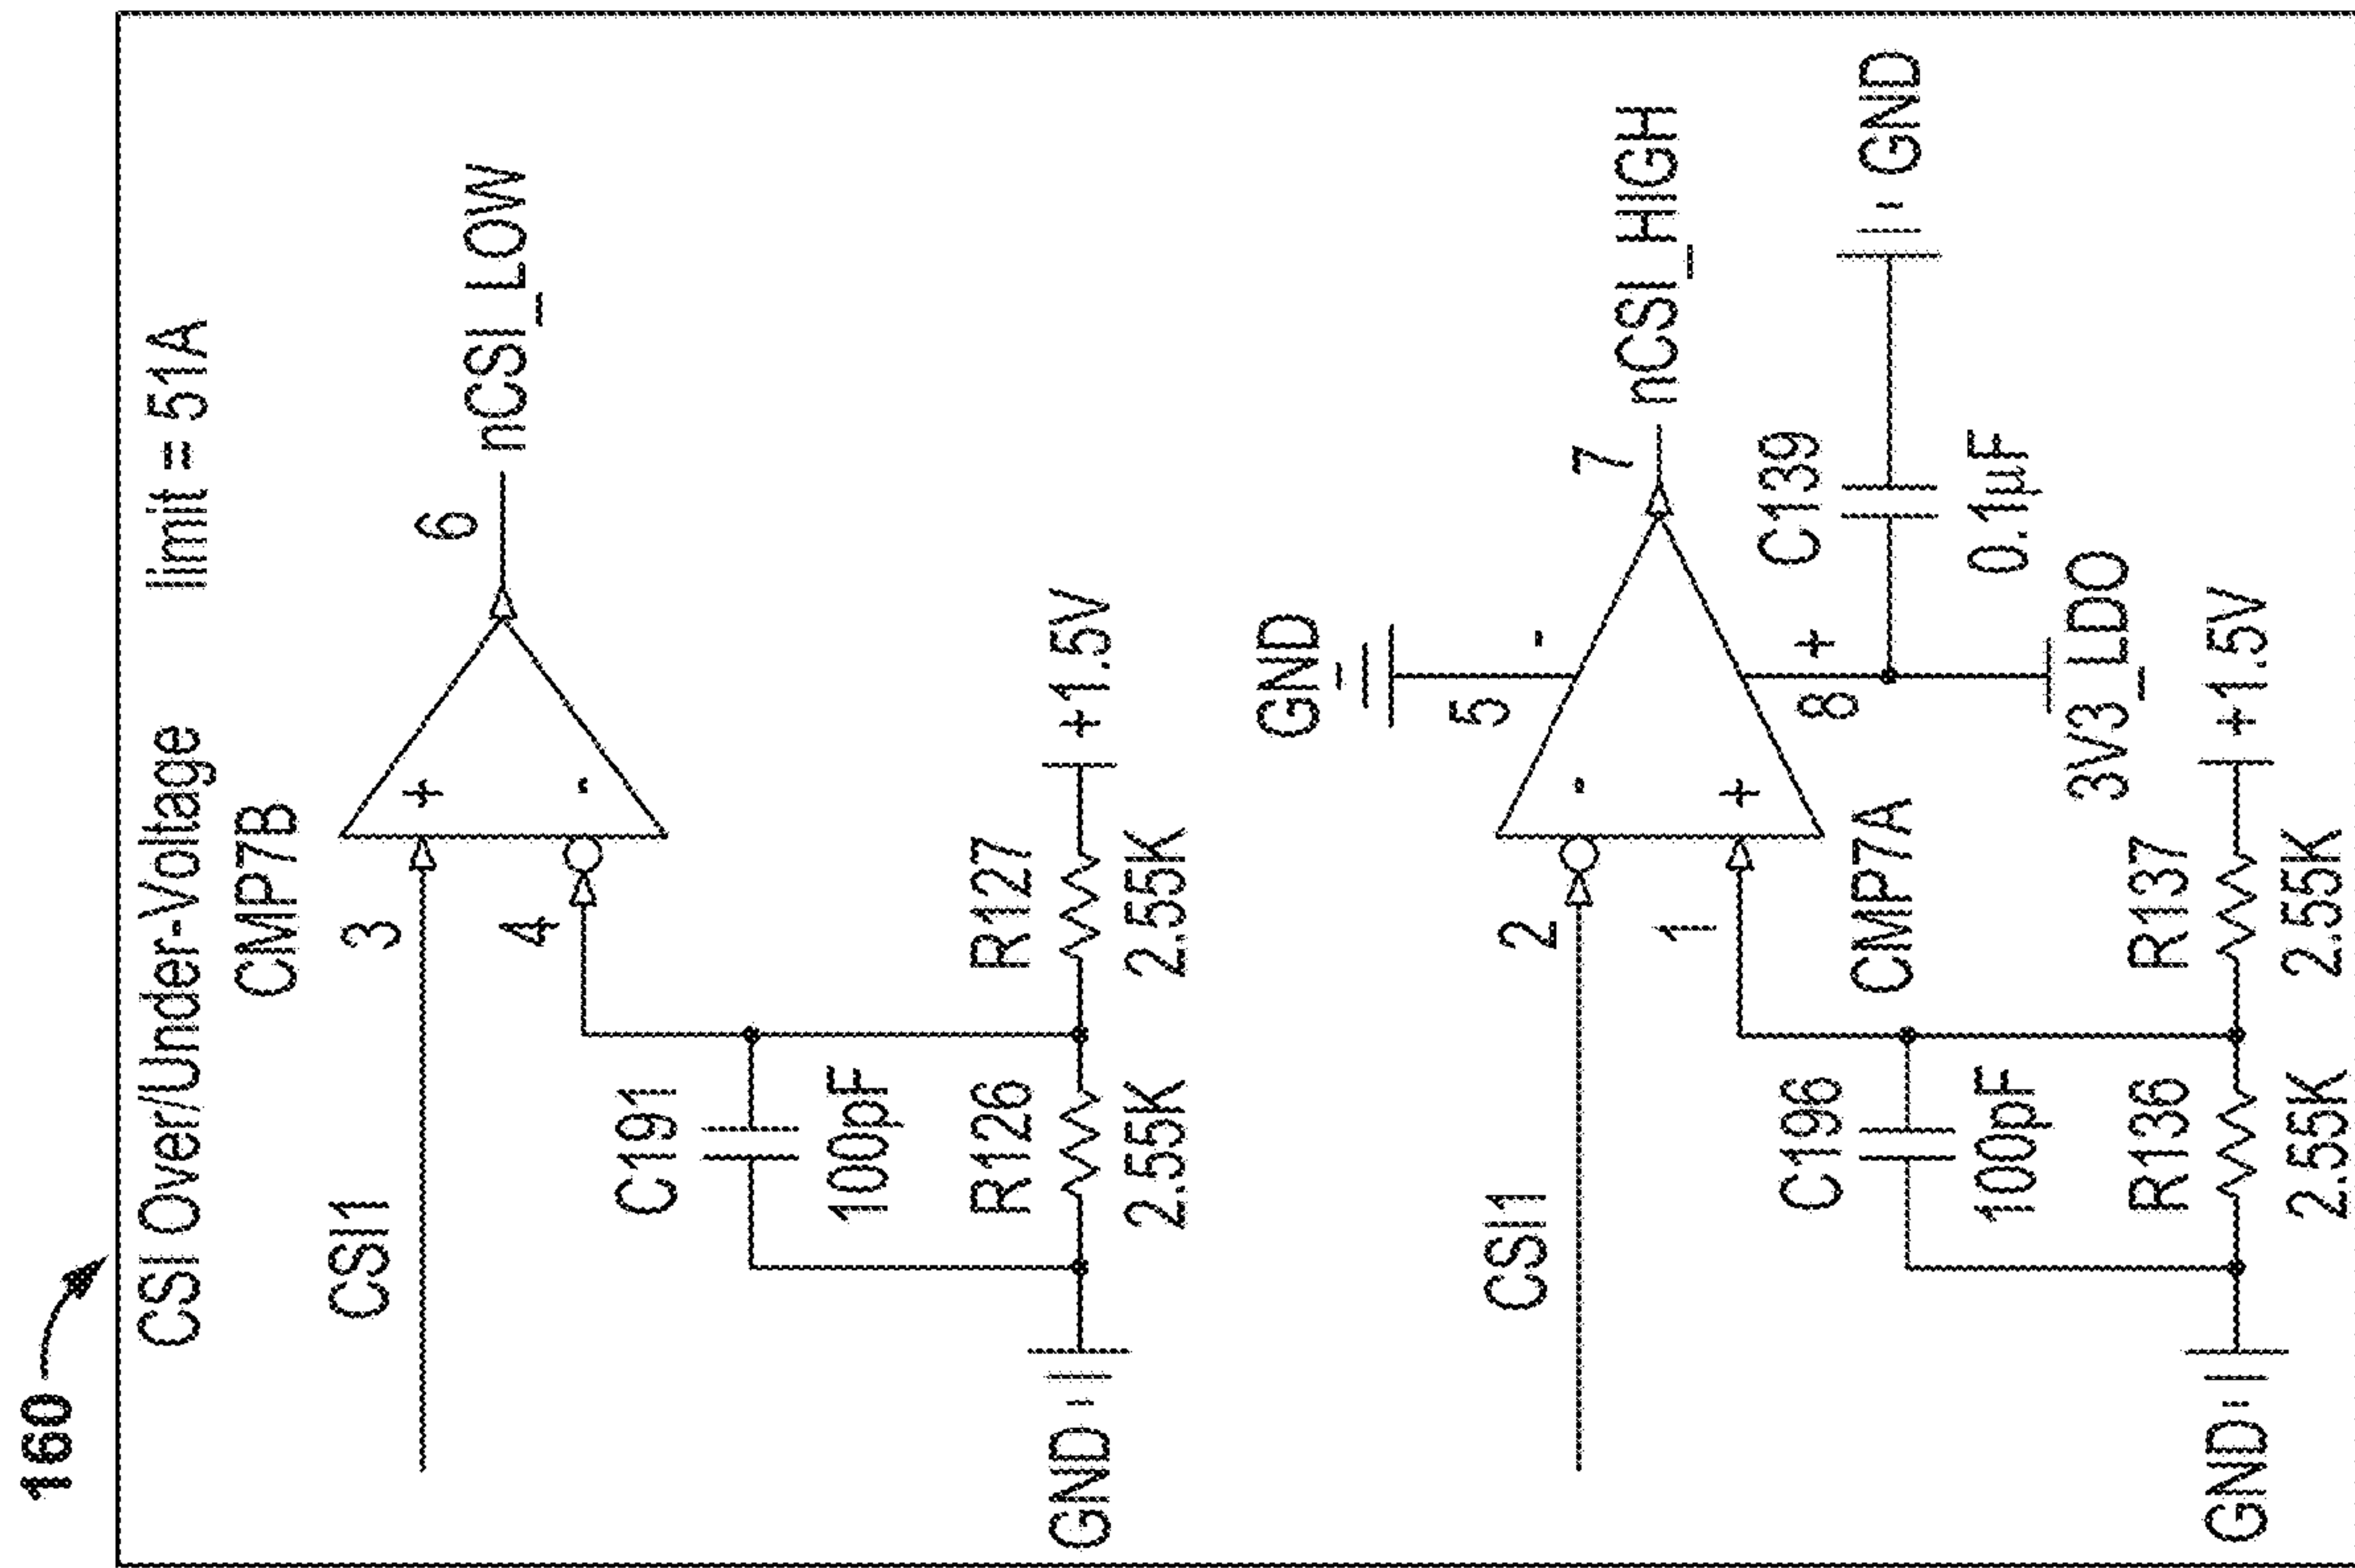 160
CSI Over/Under-Voltage limit = 51A
CMP7B
CSI1
3
+
6
nCSI_LOW
4
-
C191
100pF
R126
2.55K
R127
2.55K
GND
+1.5V
GND
5
-
CSI1
2
-
7
nCSI_HIGH
1
+
8
+
C139
0.1µF
GND
CMP7A
3V3_LDO
C196
100pF
R136
2.55K
R137
2.55K
GND
+1.5V